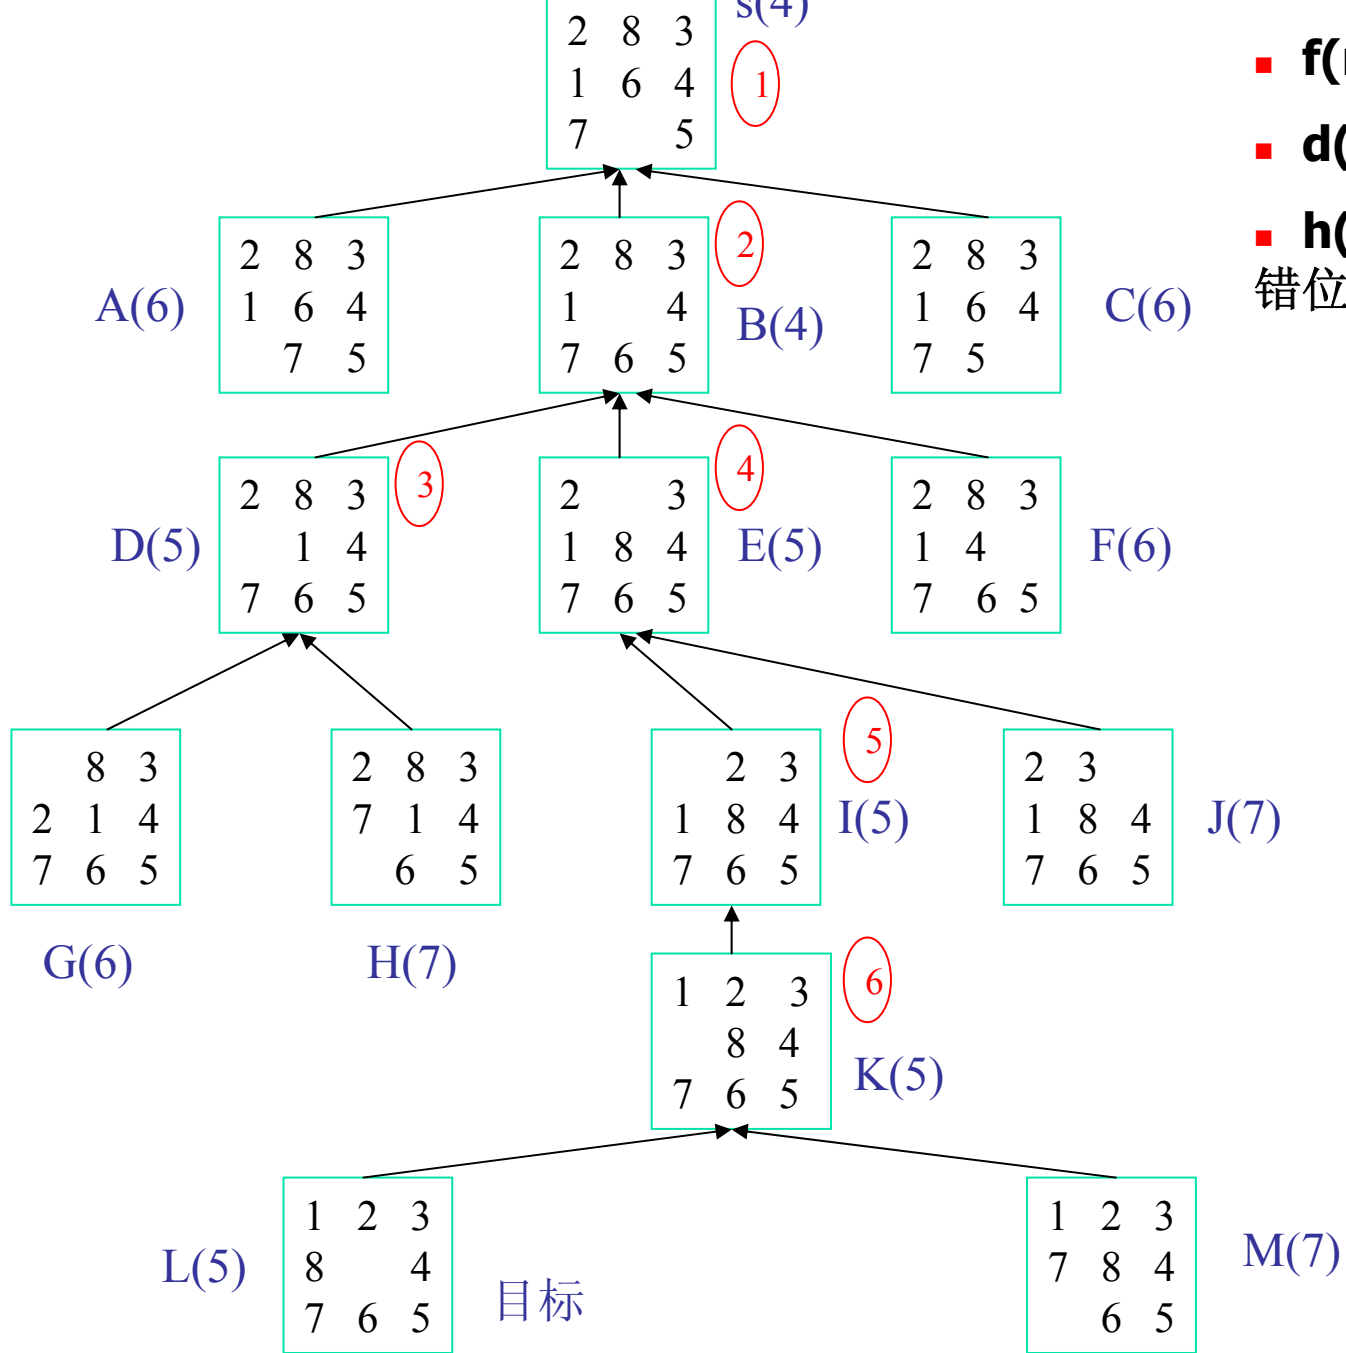 s(4)
2 8 3
1 6 4
7 5
1
f(
d(
h(
错位
2 8 3
1 6 4
7 5
A(6)
2 8 3
1 4
7 6 5
2
B(4)
2 8 3
1 6 4
7 5
C(6)
2 8 3
1 4
7 6 5
D(5)
3
2 3
1 8 4
7 6 5
4
E(5)
2 8 3
1 4
7 6 5
F(6)
8 3
2 1 4
7 6 5
G(6)
2 8 3
7 1 4
6 5
H(7)
2 3
1 8 4
7 6 5
5
I(5)
2 3
1 8 4
7 6 5
J(7)
1 2 3
8 4
7 6 5
6
K(5)
1 2 3
8 4
7 6 5
L(5)
目标
1 2 3
7 8 4
6 5
M(7)